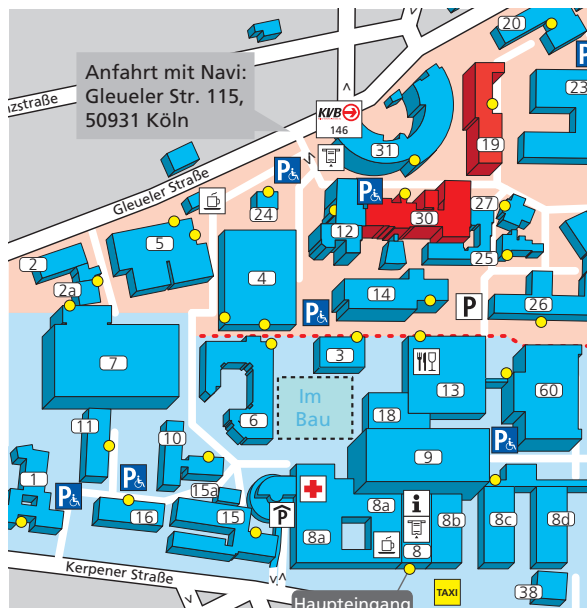 20
Anfahrt mit Navi:
Gleueler Str. 115,
50931 Köln
nzstraße
KVB
146
P
23
19
31
Gleueler Straße
P
P
24
27
30
12
5
25
2
2a
4
14
P
P
26
7
3
13
60
Im
Bau
6
18
11
10
P
9
1
P
P
15a
16
15
P
8a
8a
i
8b
8c
8d
8
Kerpener Straße
TAXI
38
Haupteingang